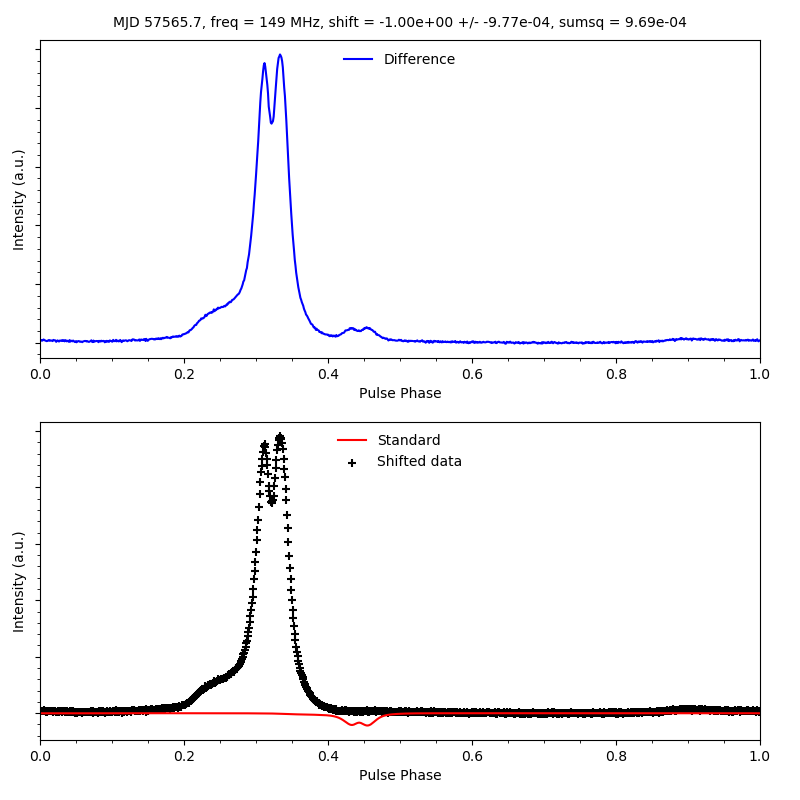 MJD 57565.7, freq = 149 MHz, shift = -1.00e+00 +/- -9.77e-04, sumsq = 9.69e-04
Difference
Intensity (a.u.)
0.0 0.2 0.4 0.6 0.8 1.0
Pulse Phase
Standard
Shifted data
Intensity (a.u.)
0.0 0.2 0.4 0.6 0.8 1.0
Pulse Phase